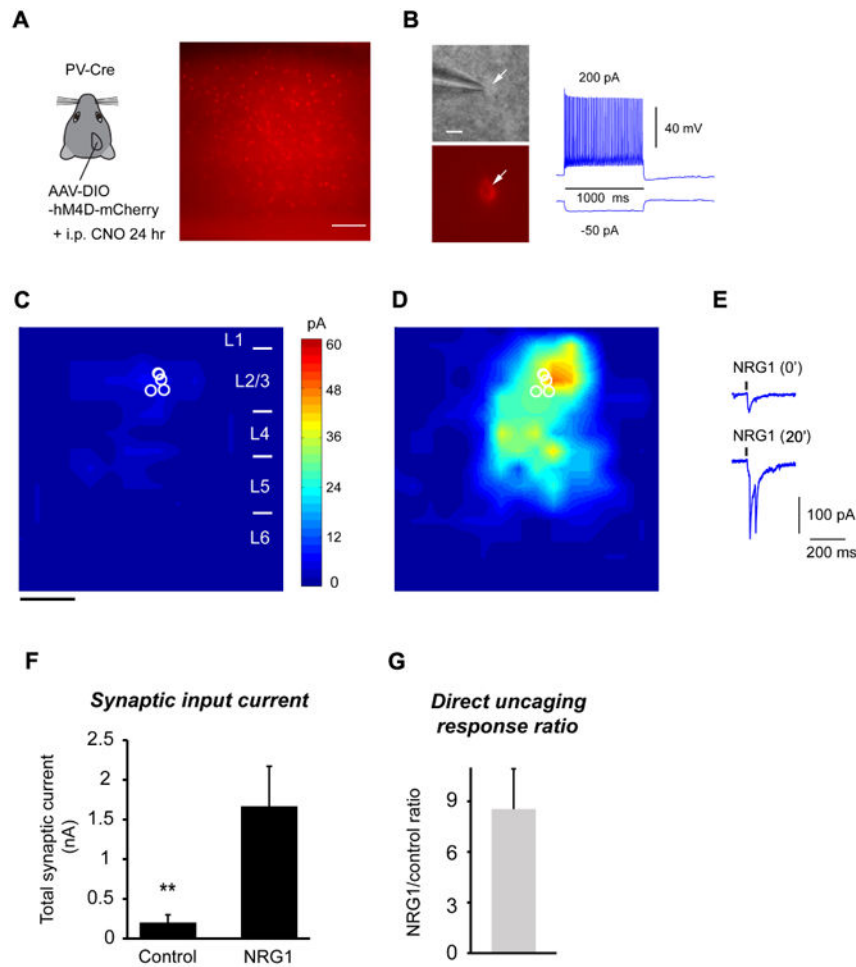 A
PV-Cre
AAV-DIO
-hM4D-mCherry
+ i.p. CNO 24 hr
B
200 pA
40 mV
1000 ms
-50 pA
C
L1
L2/3
L4
L5
L6
pA
60
48
36
24
12
0
D
E
NRG1 (0')
NRG1 (20')
100 pA
200 ms
F
Synaptic input current
Total synaptic current
(nA)
2.5
2
1.5
1
0.5
0
**
Control
NRG1
G
Direct uncaging
response ratio
NRG1/control ratio
9
6
3
0